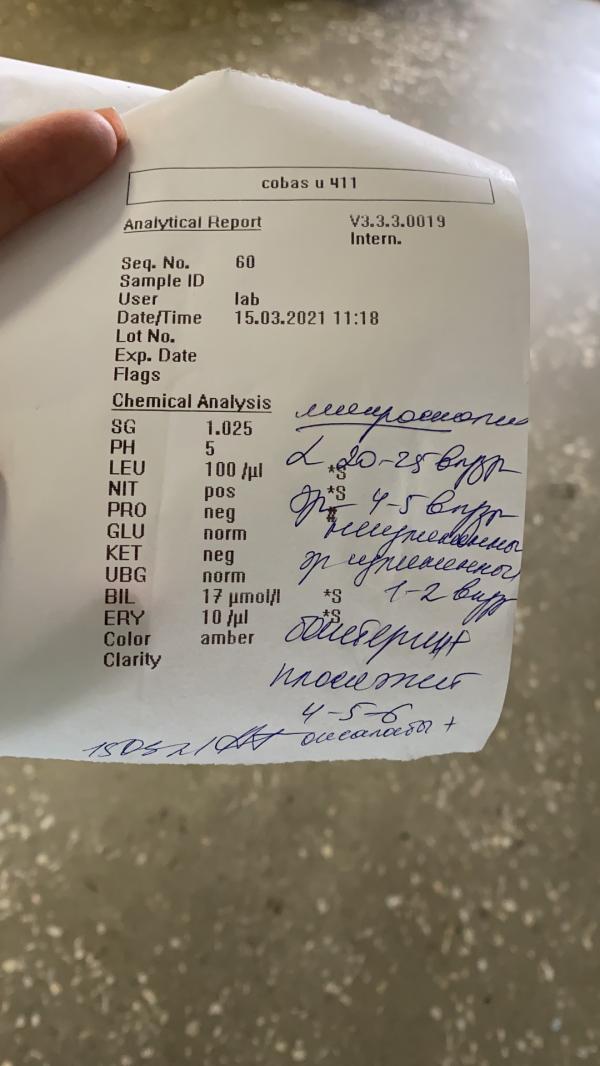 cobas u 411
Analytical Report V3.3.3.0019
Intern.
Seq. No. 60
Sample ID
User lab
Date/Time 15.03.2021 11:18
Lot No.
Exp. Date
Flags
Chemical Analysis
микроскопия
SG 1.025
PH 5
L 20-25 в п/зр
LEU 100 /µl *S
NIT pos *S
эр 4-5 в п/зр
PRO neg #
неизмененные
GLU norm
KET neg
эр измененные
UBG norm
1-2 в п/зр
BIL 17 µmol/l *S
ERY 10 /µl *S
Color amber
бактерии+
Clarity
4-5-6
оксалаты +